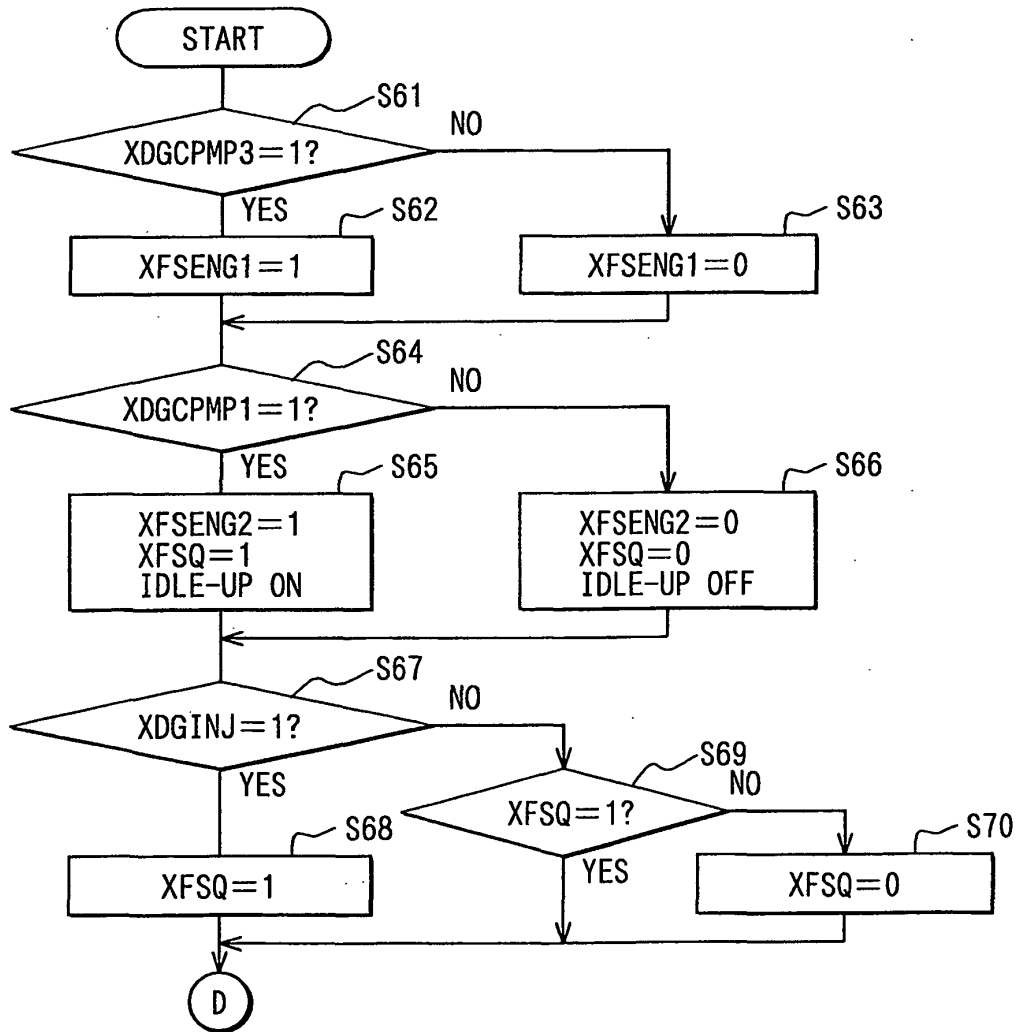 START
S61
NO
XDGCPMP3=1?
YES
S62
S63
XFSENG1=1
XFSENG1=0
S64
NO
XDGCPMP1=1?
YES
S65
S66
XFSENG2=1
XFSQ=1
IDLE-UP ON
XFSENG2=0
XFSQ=0
IDLE-UP OFF
S67
NO
XDGINJ=1?
YES
S69
NO
XFSQ=1?
YES
S68
S70
XFSQ=1
XFSQ=0
D